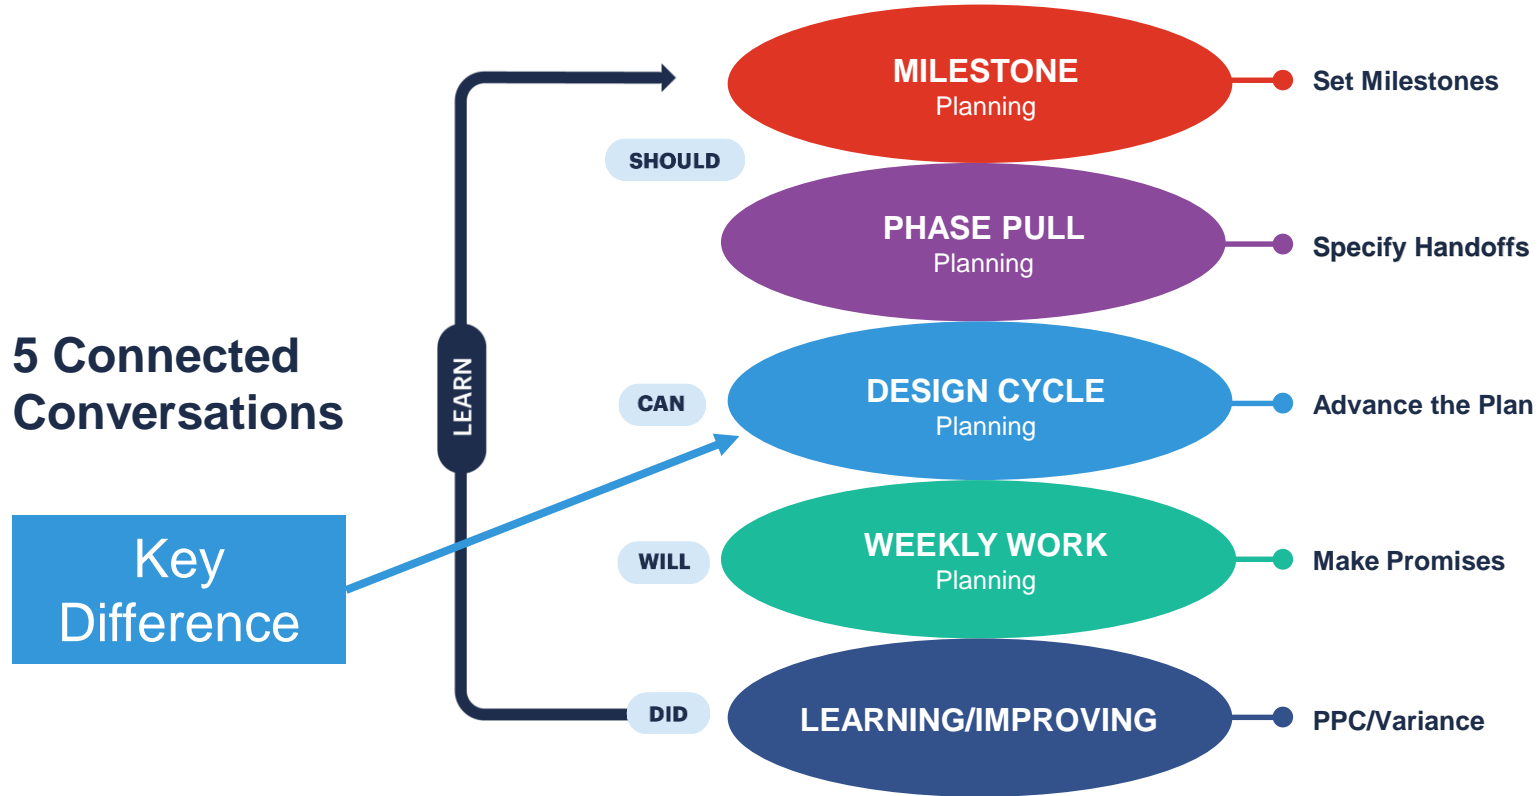 MILESTONE
Planning
Set Milestones
SHOULD
PHASE PULL
Planning
Specify Handoffs
5 Connected
Conversations
LEARN
CAN
DESIGN CYCLE
Planning
Advance the Plan
Key
Difference
WILL
WEEKLY WORK
Planning
Make Promises
DID
LEARNING/IMPROVING
PPC/Variance